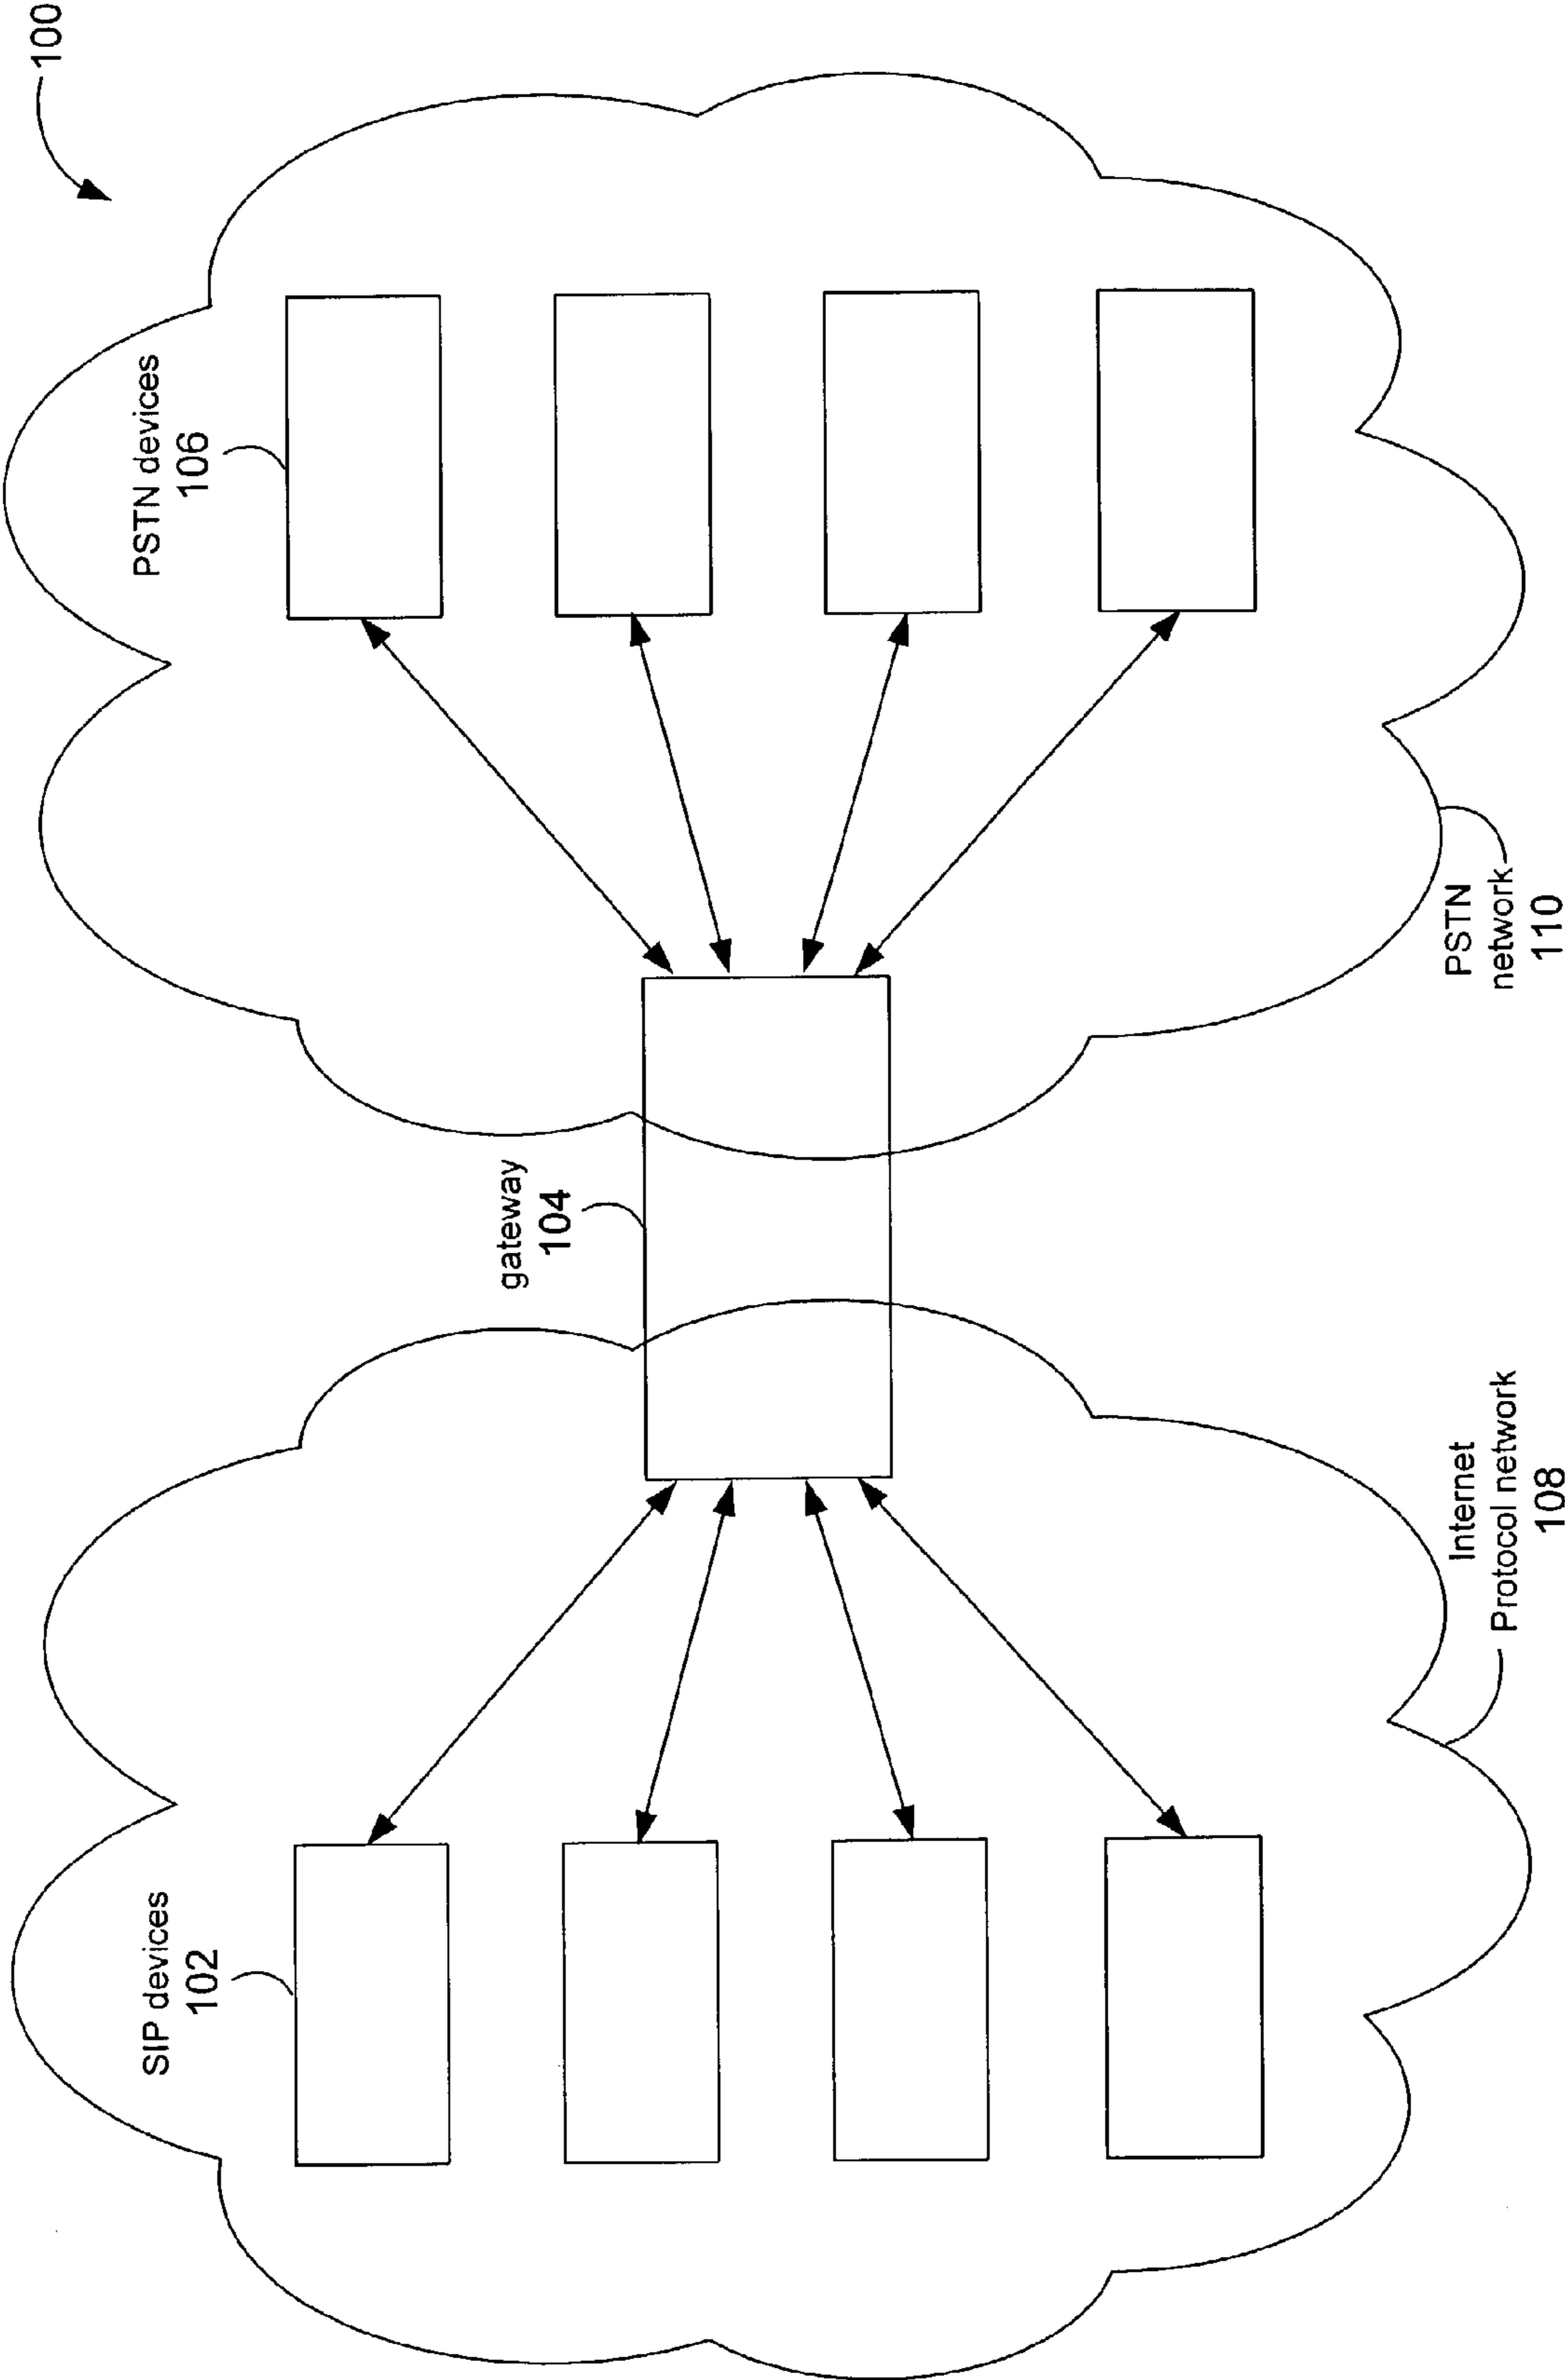 100
SIP devices
102
gateway
104
PSTN devices
106
Internet
Protocol network
108
PSTN
network
110